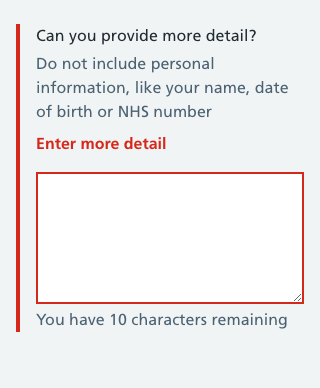 Can you provide more detail?
Do not include personal
information, like your name, date
of birth or NHS number
Enter more detail
You have 10 characters remaining